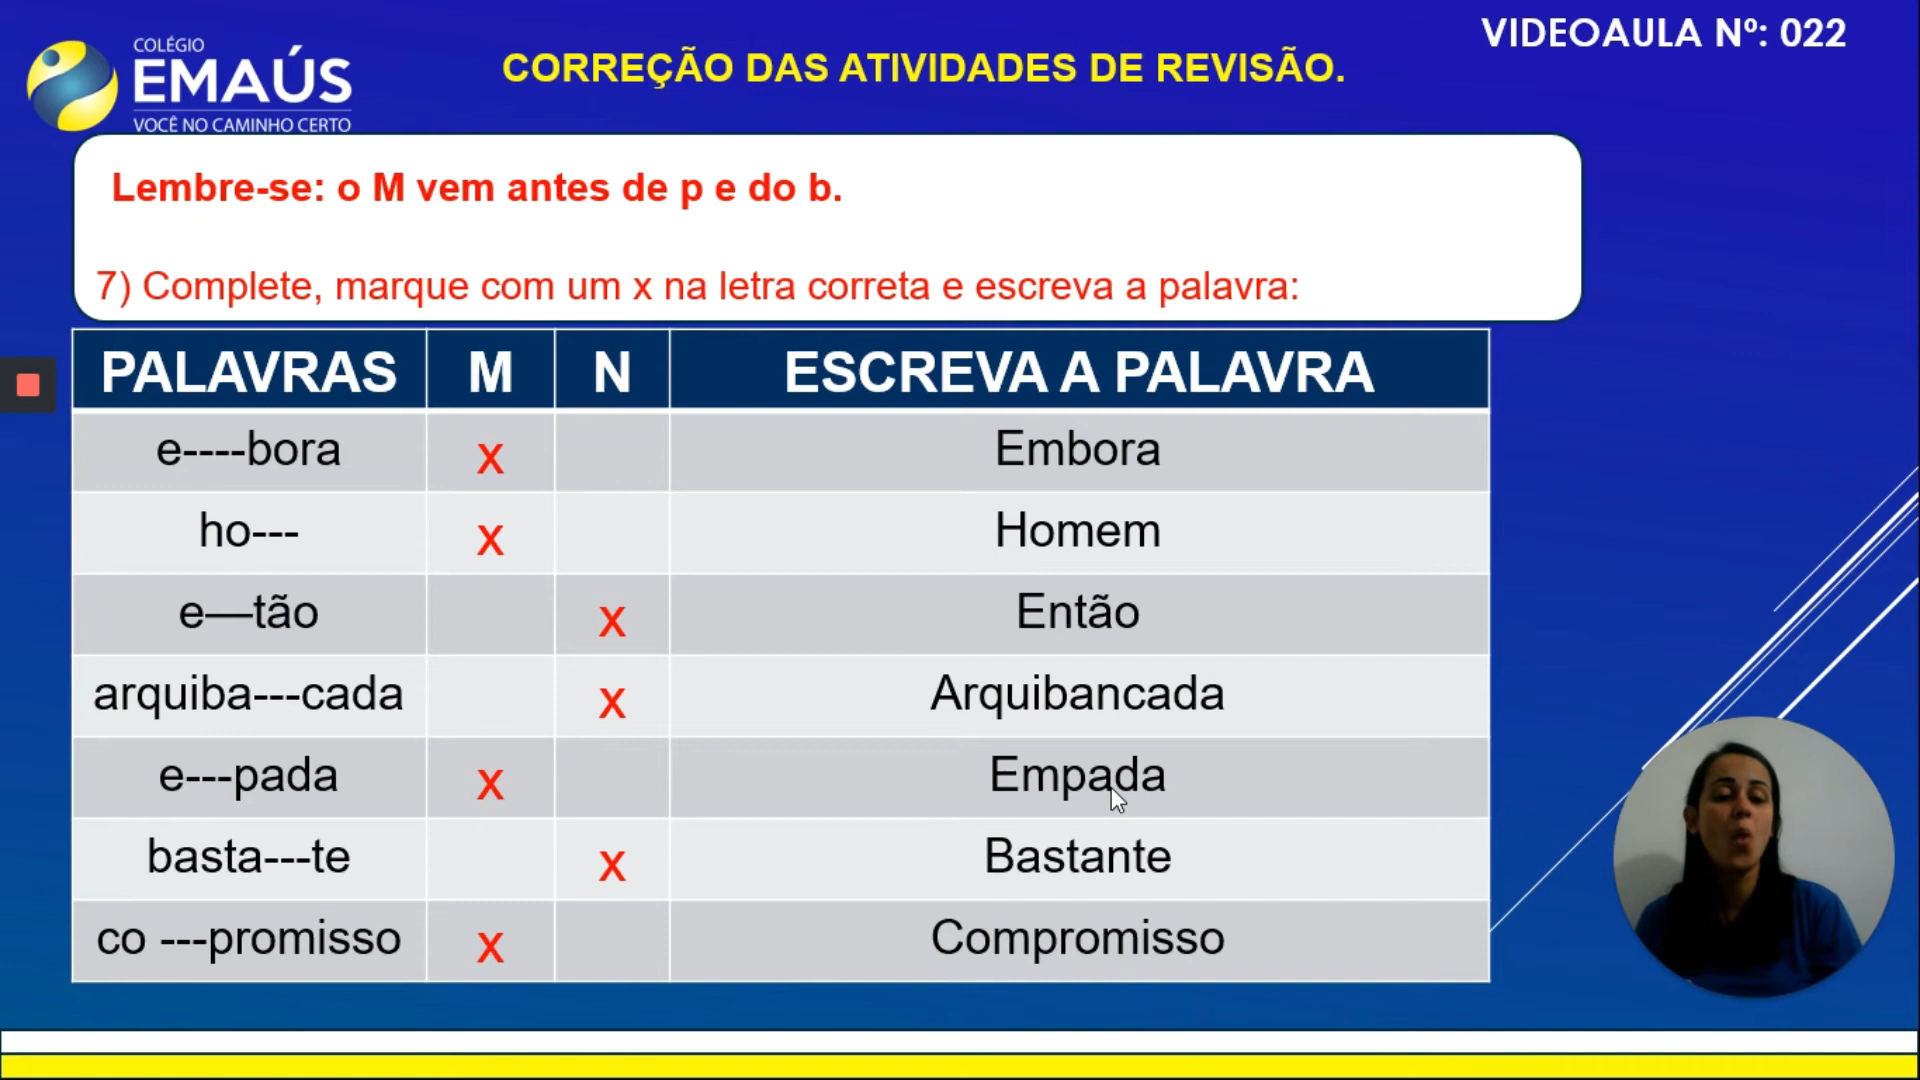 COLÉGIO
EMAÚS
VOCÊ NO CAMINHO CERTO
CORREÇÃO DAS ATIVIDADES DE REVISÃO.
VIDEOAULA Nº: 022
Lembre-se: o M vem antes de p e do b.
7) Complete, marque com um x na letra correta e escreva a palavra:
PALAVRAS M N ESCREVA A PALAVRA
e----bora x Embora
ho--- x Homem
e—tão x Então
arquiba---cada x Arquibancada
e---pada x Empada
basta---te x Bastante
co ---promisso x Compromisso